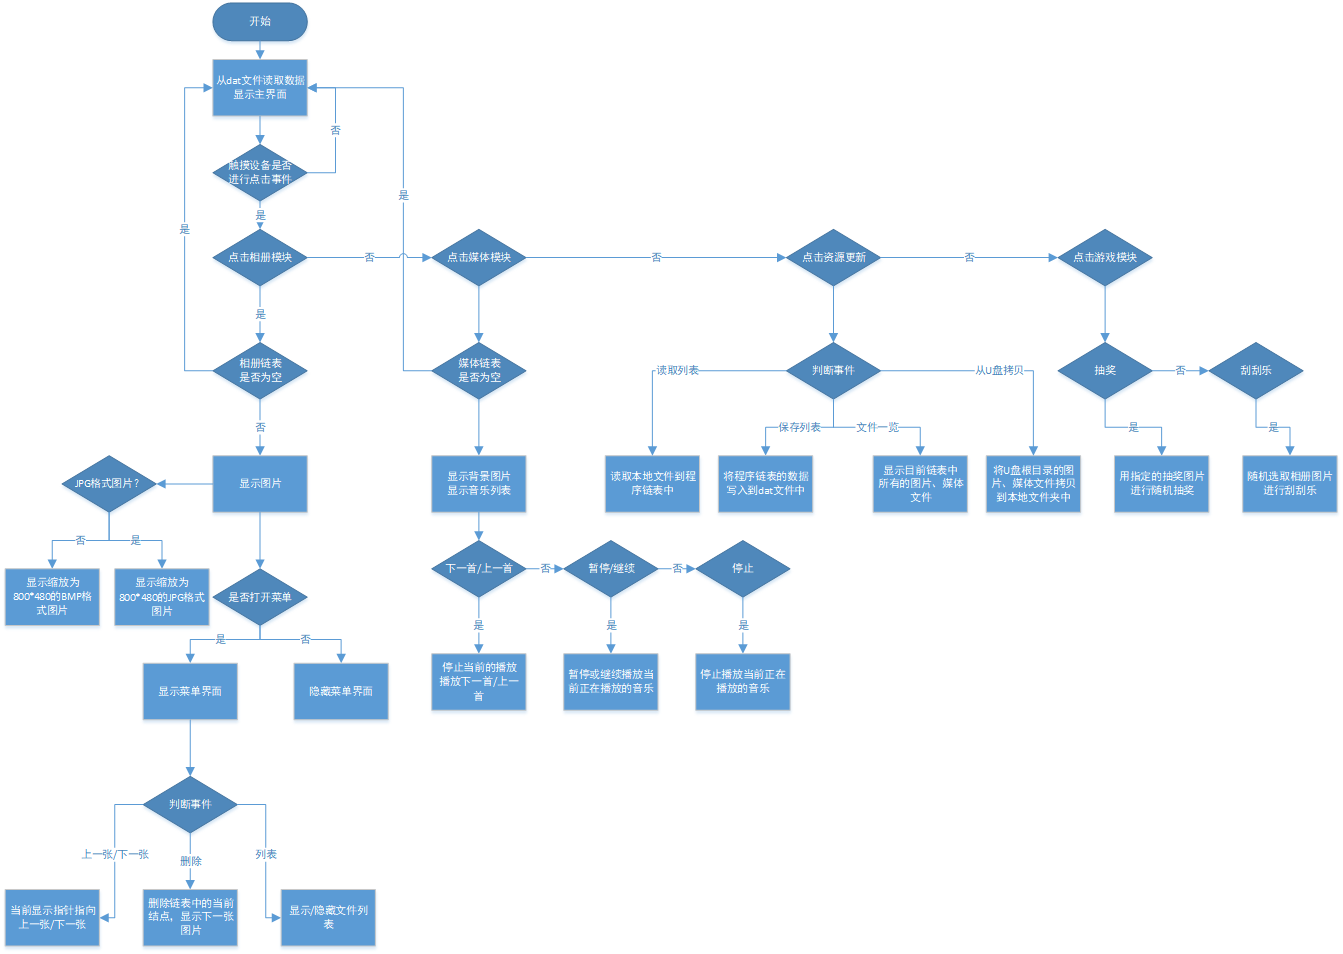 开始
从dat文件读取数据
显示主界面
否
触摸设备是否
进行点击事件
是
是
是
点击相册模块
否
点击媒体模块
否
点击资源更新
否
点击游戏模块
是
相册链表
是否为空
媒体链表
是否为空
读取列表
判断事件
从U盘拷贝
抽奖
否
刮刮乐
否
保存列表
文件一览
是
是
JPG格式图片？
显示图片
显示背景图片
显示音乐列表
读取本地文件到程
序链表中
将程序链表的数据
写入到dat文件中
显示目前链表中
所有的图片、媒体
文件
将U盘根目录的图
片、媒体文件拷贝
到本地文件夹中
用指定的抽奖图片
进行随机抽奖
随机选取相册图片
进行刮刮乐
否
是
显示缩放为
800*480的BMP格
式图片
显示缩放为
800*480的JPG格式
图片
是否打开菜单
下一首/上一首
否
暂停/继续
否
停止
是
否
是
是
是
显示菜单界面
隐藏菜单界面
停止当前的播放
播放下一首/上一
首
暂停或继续播放当
前正在播放的音乐
停止播放当前正在
播放的音乐
判断事件
上一张/下一张
删除
列表
当前显示指针指向
上一张/下一张
删除链表中的当前
结点，显示下一张
图片
显示/隐藏文件列
表